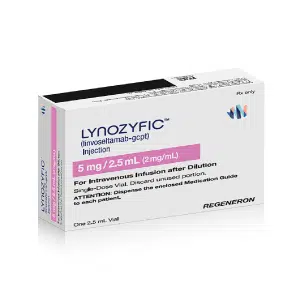 Rx only
LYNOZYFIC™
(linvoseltamab-gcpt)
Injection
5 mg/2.5 mL (2 mg/mL)
For Intravenous Infusion after Dilution
Single-Dose Vial. Discard unused portion.
ATTENTION: Dispense the enclosed Medication Guide
to each patient.
One 2.5 mL Vial
REGENERON